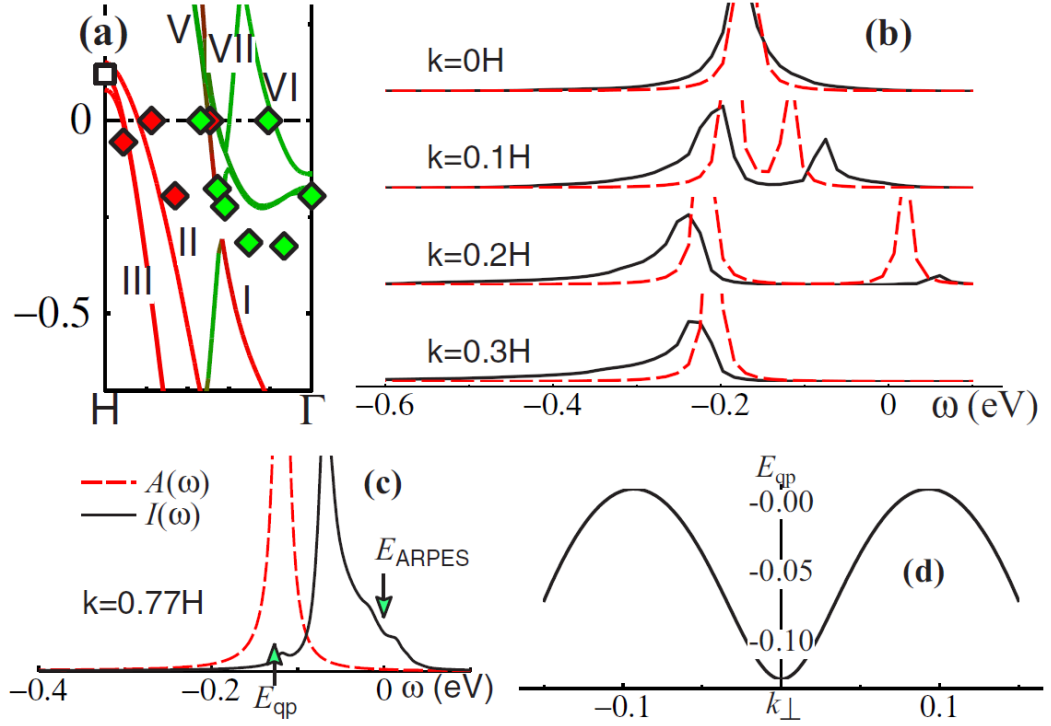 (a)
V
VII
VI
0
II
III
I
−0.5
H
Γ
(b)
k=0H
k=0.1H
k=0.2H
k=0.3H
−0.6
−0.4
−0.2
0
ω (eV)
(c)
A(ω)
I(ω)
E_ARPES
k=0.77H
−0.4
−0.2
0
ω (eV)
E_qp
E_qp
-0.00
-0.05
(d)
-0.10
−0.1
k⊥
0.1